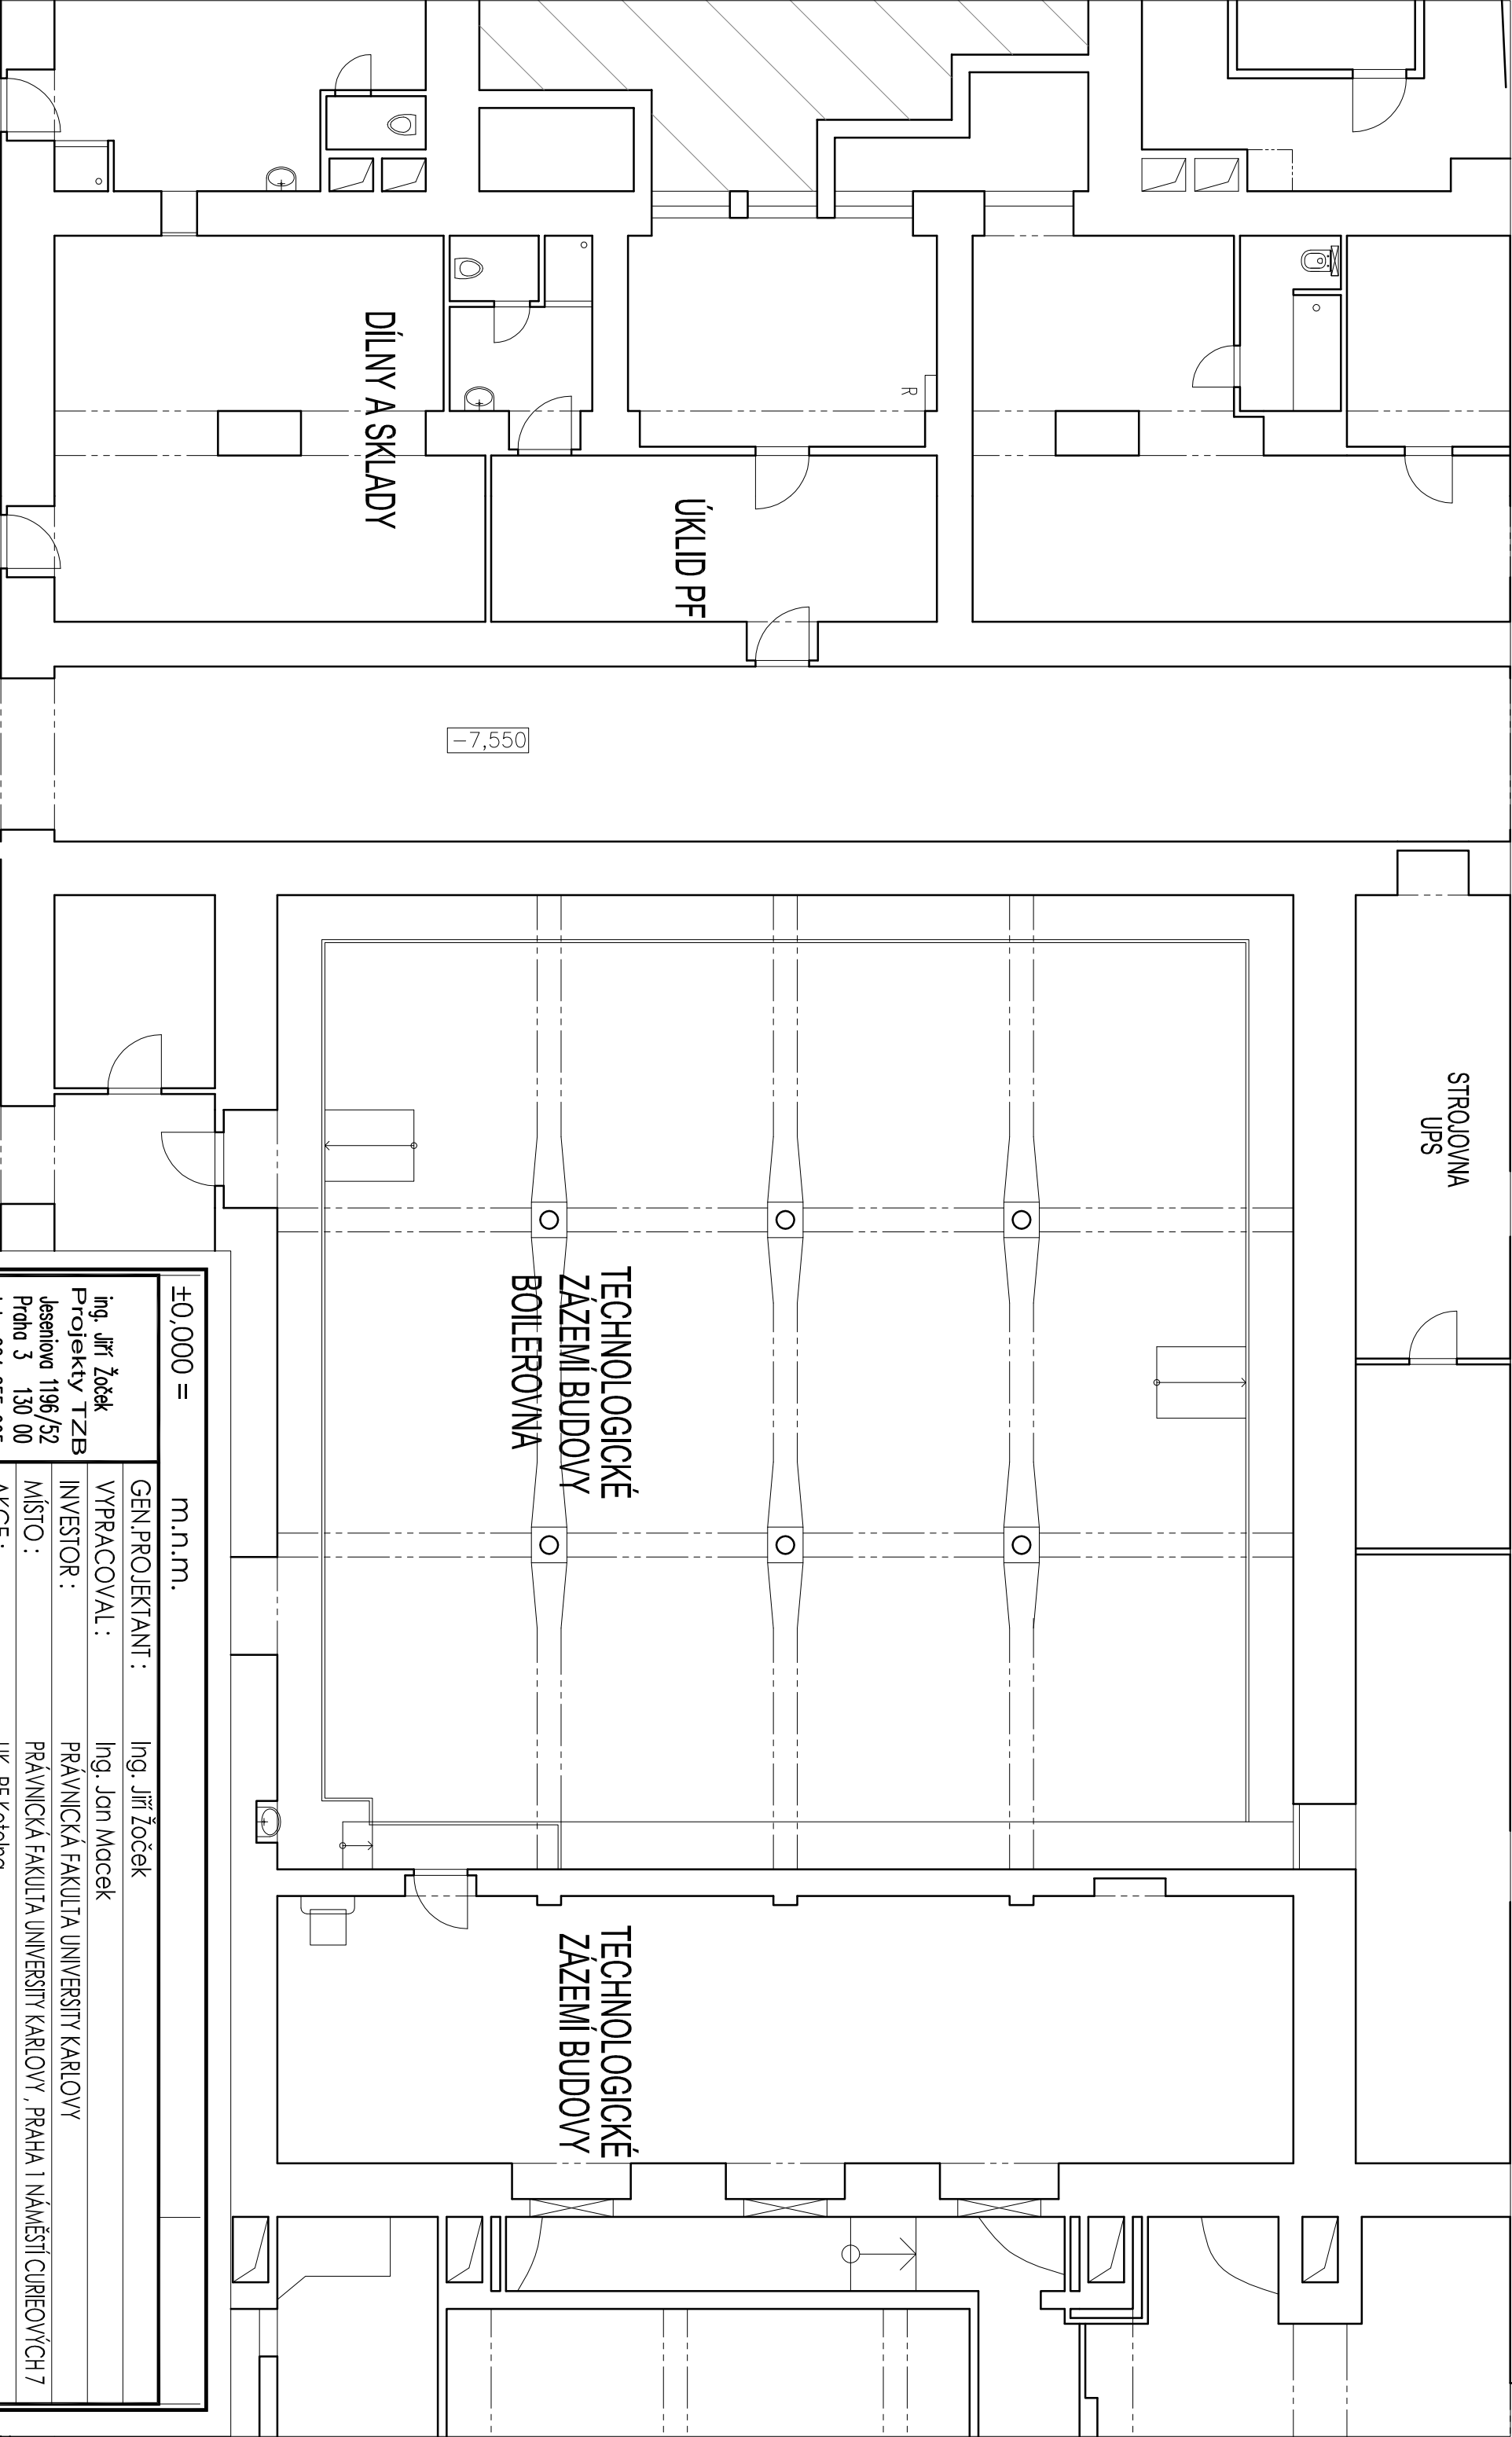 STROJOVNA
UPS
R
ÚKLID PF
DÍLNY A SKLADY
-7,550
TECHNOLOGICKÉ
ZÁZEMÍ BUDOVY
BOILEROVNA
TECHNOLOGICKÉ
ZÁZEMÍ BUDOVY
±0,000 = m.n.m.
ing. Jiří Žoček
Projekty TZB
Jeseniova 1196/52
Praha 3 130 00
GEN.PROJEKTANT : Ing. Jiří Žoček
VYPRACOVAL : Ing. Jan Macek
INVESTOR : PRÁVNICKÁ FAKULTA UNIVERSITY KARLOVY
MÍSTO : PRÁVNICKÁ FAKULTA UNIVERSITY KARLOVY , PRAHA 1 NÁMĚSTÍ CURIEOVÝCH 7
AKCE :